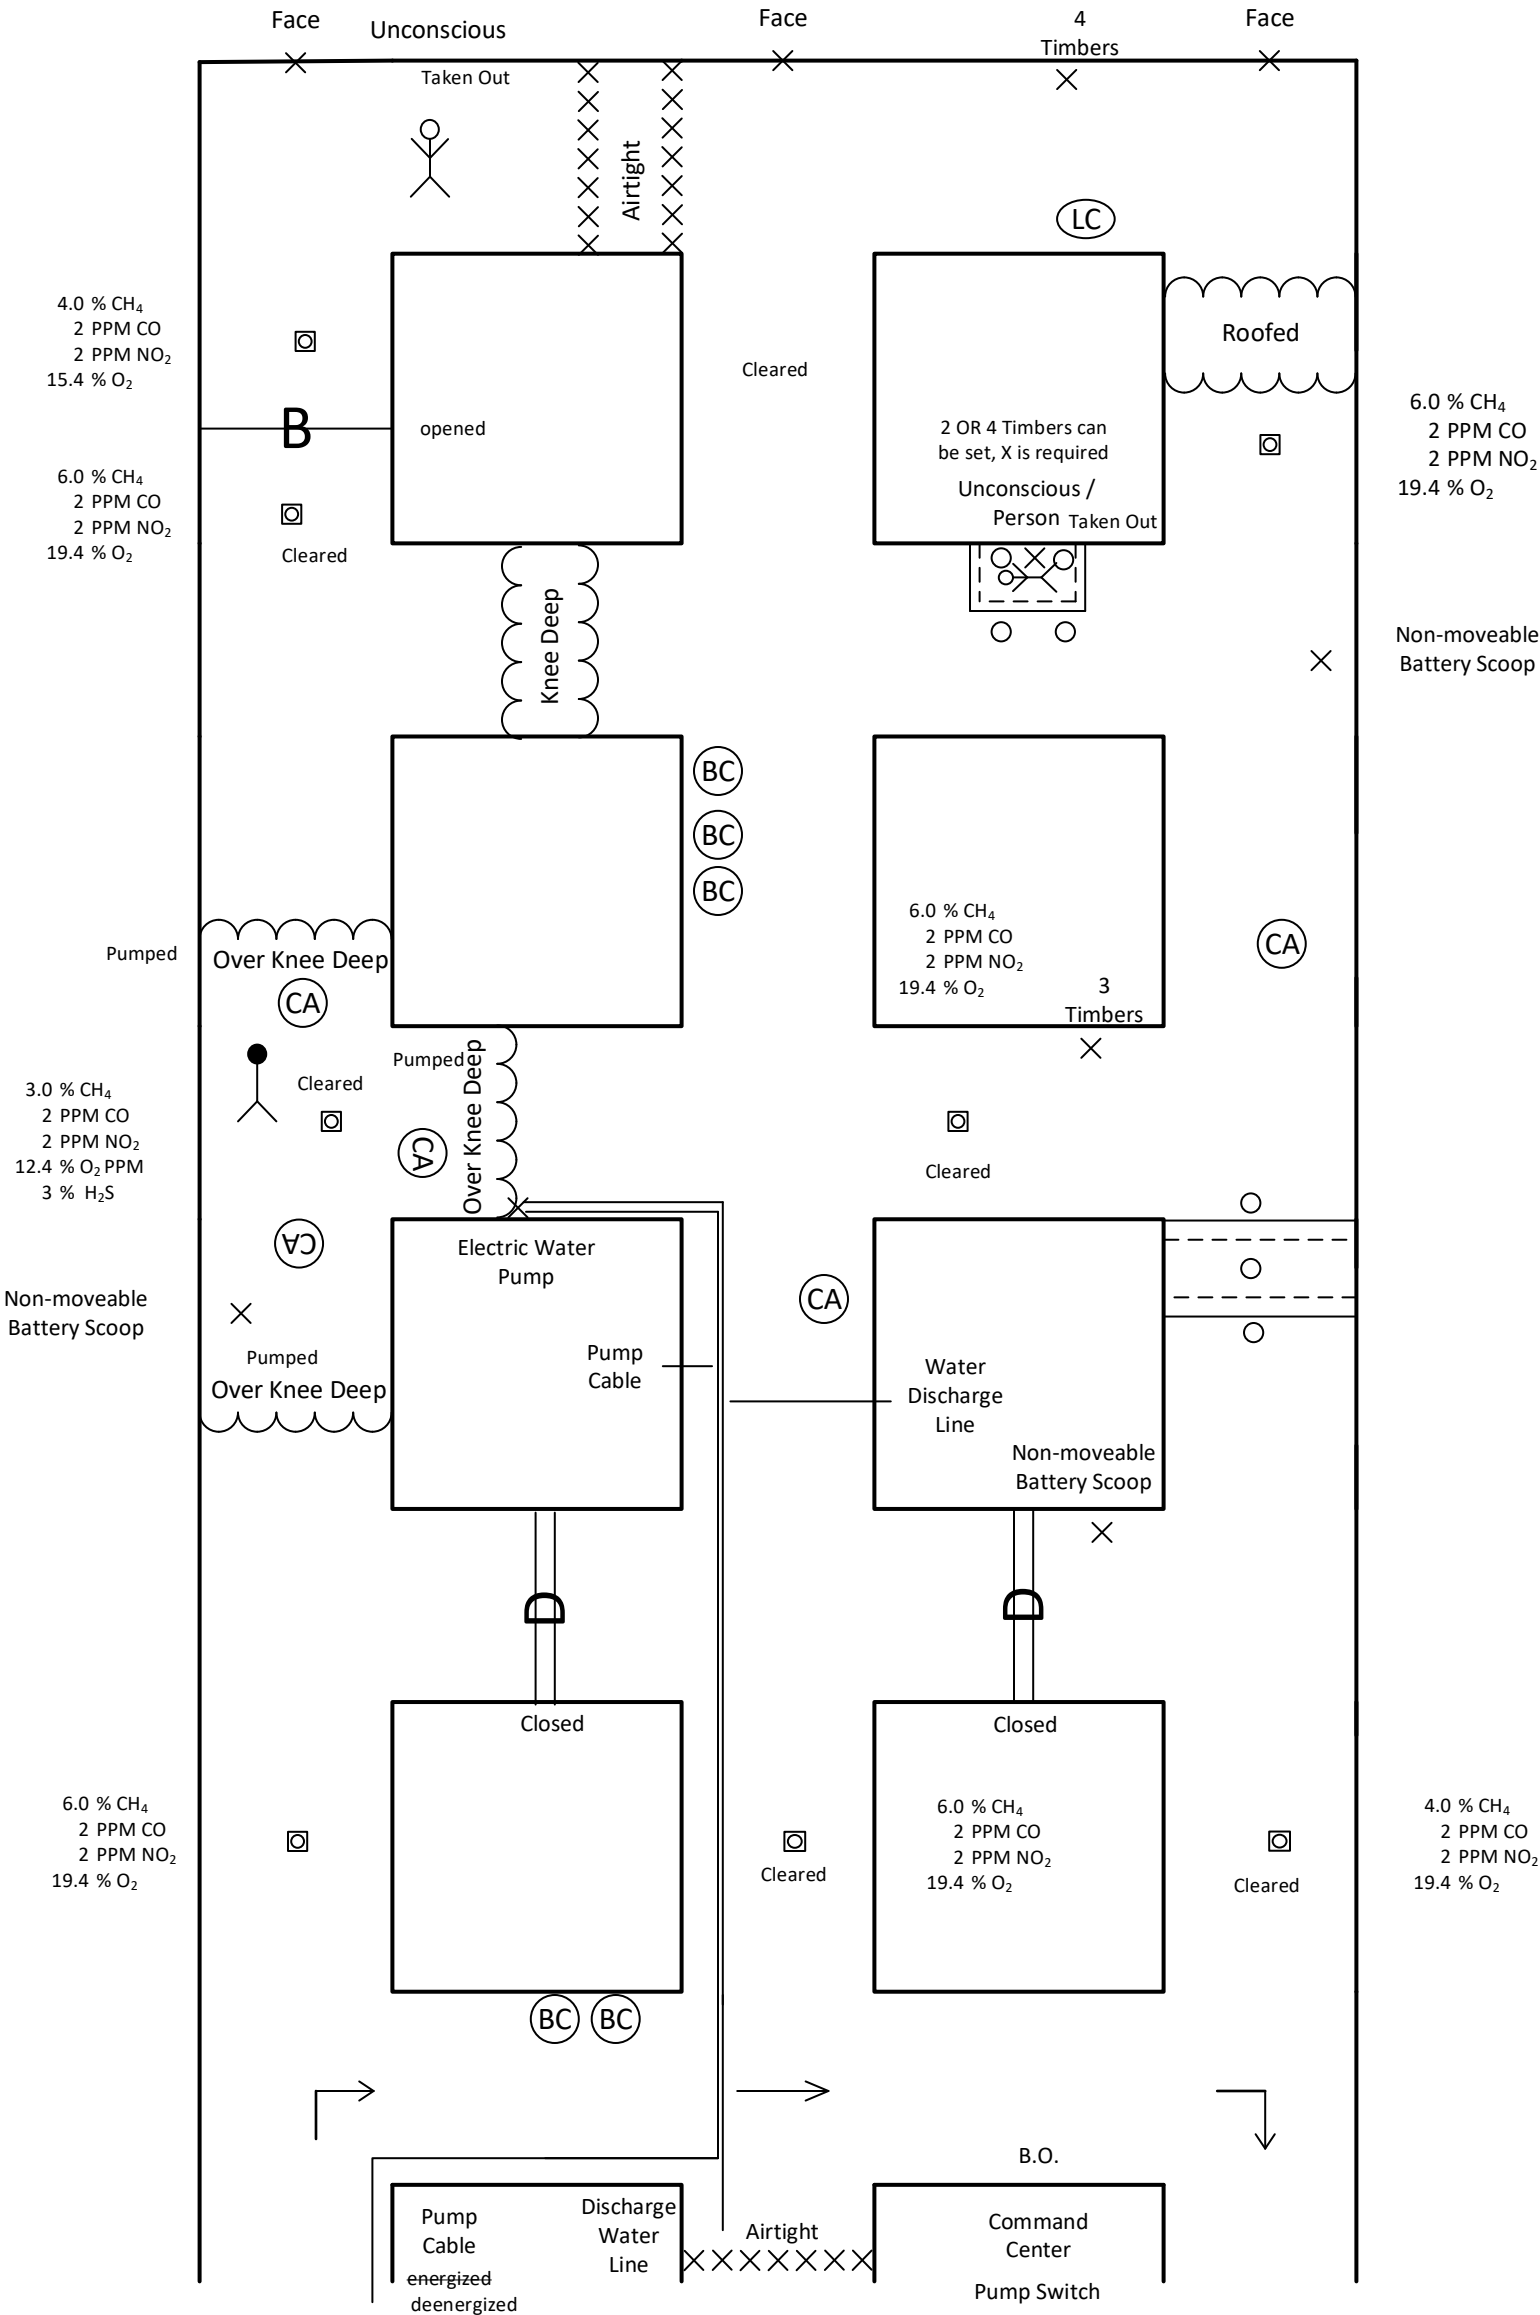 Face
Unconscious
Face
4
Timbers
Face
Taken Out
Airtight
LC
4.0 % CH₄
2 PPM CO
2 PPM NO₂
15.4 % O₂
Roofed
Cleared
B
opened
2 OR 4 Timbers can
be set, X is required
6.0 % CH₄
2 PPM CO
2 PPM NO₂
19.4 % O₂
6.0 % CH₄
2 PPM CO
2 PPM NO₂
19.4 % O₂
Cleared
Unconscious /
Person Taken Out
Knee Deep
Non-moveable
Battery Scoop
BC
BC
BC
6.0 % CH₄
2 PPM CO
2 PPM NO₂
19.4 % O₂
CA
Pumped
Over Knee Deep
CA
3
Timbers
Pumped
Over Knee Deep
Cleared
3.0 % CH₄
2 PPM CO
2 PPM NO₂
12.4 % O₂ PPM
3 % H₂S
CA
Cleared
CA
Electric Water
Pump
Non-moveable
Battery Scoop
CA
Pumped
Over Knee Deep
Pump
Cable
Water
Discharge
Line
Non-moveable
Battery Scoop
D
D
Closed
Closed
6.0 % CH₄
2 PPM CO
2 PPM NO₂
19.4 % O₂
Cleared
6.0 % CH₄
2 PPM CO
2 PPM NO₂
19.4 % O₂
Cleared
4.0 % CH₄
2 PPM CO
2 PPM NO₂
19.4 % O₂
BC BC
B.O.
Pump
Cable
energized
deenergized
Discharge
Water
Line
Airtight
Command
Center
Pump Switch